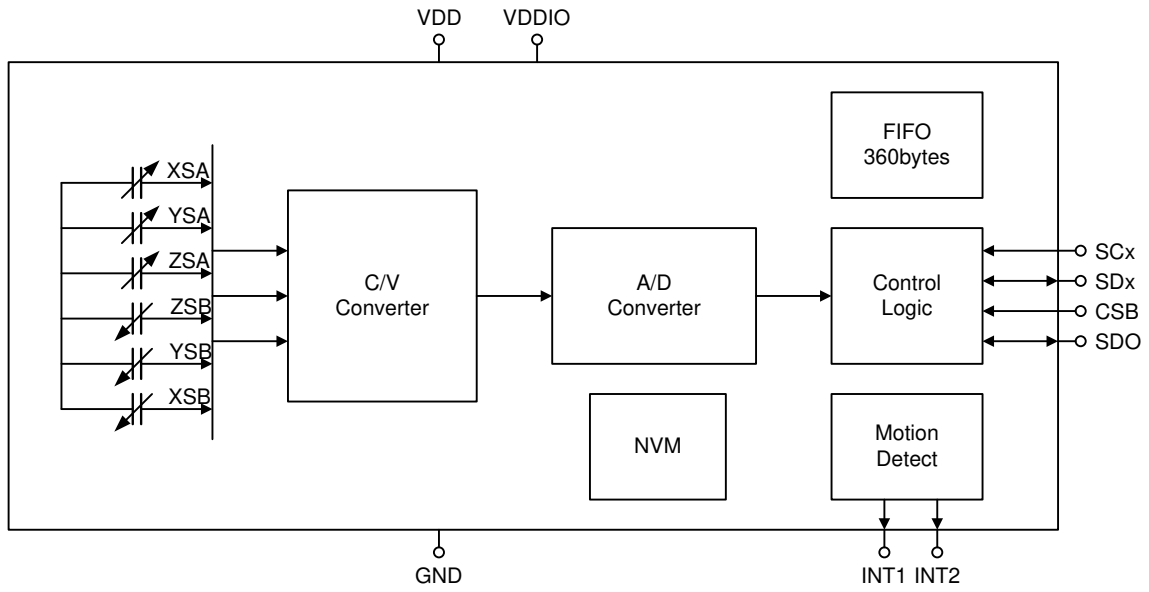 VDD
VDDIO
FIFO
360bytes
XSA
YSA
ZSA
ZSB
YSB
XSB
C/V
Converter
A/D
Converter
Control
Logic
SCx
SDx
CSB
SDO
NVM
Motion
Detect
GND
INT1
INT2